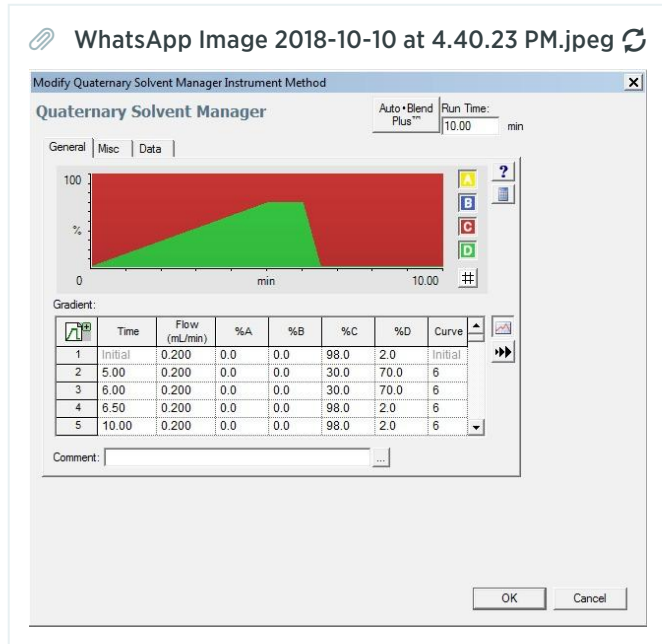 WhatsApp Image 2018-10-10 at 4.40.23 PM.jpeg
Modify Quaternary Solvent Manager Instrument Method
Quaternary Solvent Manager
Auto•Blend Plus™
Run Time:
10.00 min
General Misc Data
100
%
0 min 10.00
A
B
C
D
?
#
Gradient:
Time Flow (mL/min) %A %B %C %D Curve
1 Initial 0.200 0.0 0.0 98.0 2.0 Initial
2 5.00 0.200 0.0 0.0 30.0 70.0 6
3 6.00 0.200 0.0 0.0 30.0 70.0 6
4 6.50 0.200 0.0 0.0 98.0 2.0 6
5 10.00 0.200 0.0 0.0 98.0 2.0 6
Comment: ...
OK Cancel